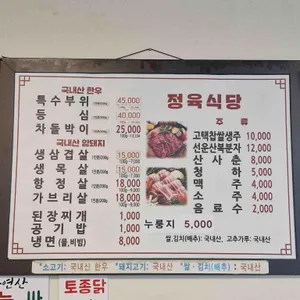 국내산 한우
특수부위 45,000
등심 40,000
차돌박이 25,000
국내산 암퇘지
생삼겹살 15,000
생목살 15,000
항정살 18,000
가브리살 18,000
된장찌개 1,000
공기밥 1,000
냉면(물,비빔) 8,000
정육식당
주류
고택찹쌀생주 10,000
선운산복분자 12,000
산사춘 8,000
청하 5,000
맥주 4,000
소주 4,000
음료수 2,000
누룽지 5,000
쌀,김치(배추): 국내산, 고추가루: 국내산
*소고기: 국내산 한우 *돼지고기: 국내산 *쌀·김치(배추) : 국내산
연산
토종닭